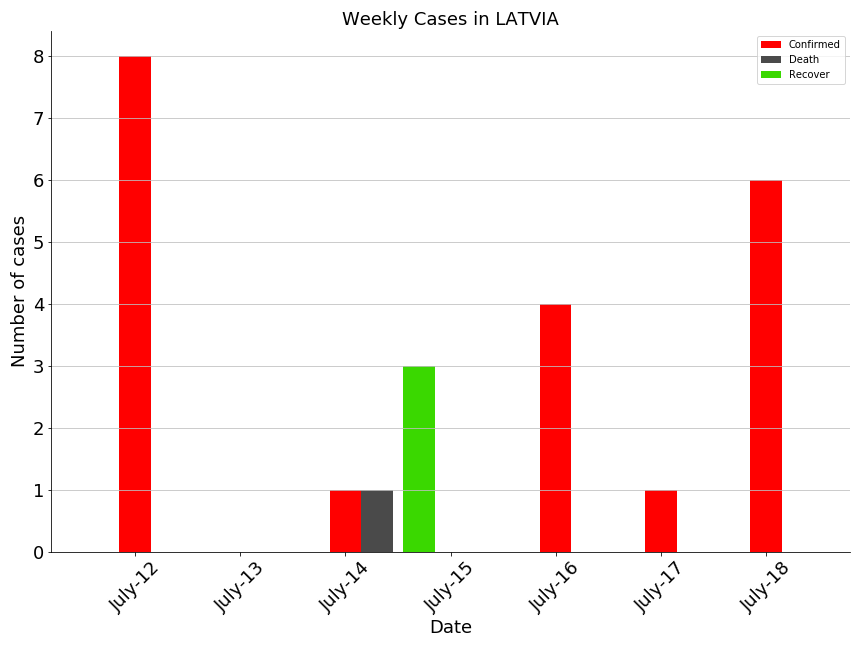 Weekly Cases in LATVIA
Confirmed
Death
Recover
Number of cases
8
7
6
5
4
3
2
1
0
July-12
July-13
July-14
July-15
July-16
July-17
July-18
Date